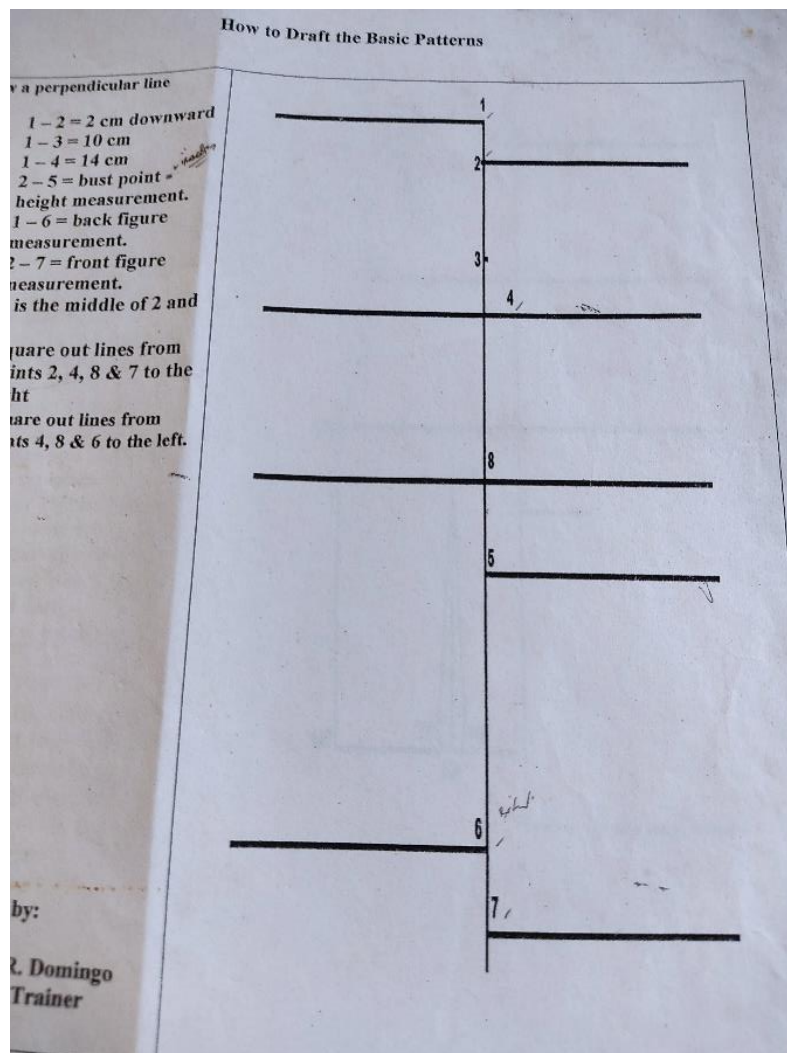 How to Draft the Basic Patterns
a perpendicular line
1 – 2 = 2 cm downward
1 – 3 = 10 cm
1 – 4 = 14 cm
2 – 5 = bust point
height measurement.
1 – 6 = back figure
measurement.
2 – 7 = front figure
measurement.
is the middle of 2 and
uare out lines from
ints 2, 4, 8 & 7 to the
ht
are out lines from
ts 4, 8 & 6 to the left.
by:
R. Domingo
Trainer
1
2
3
4
8
5
6
7